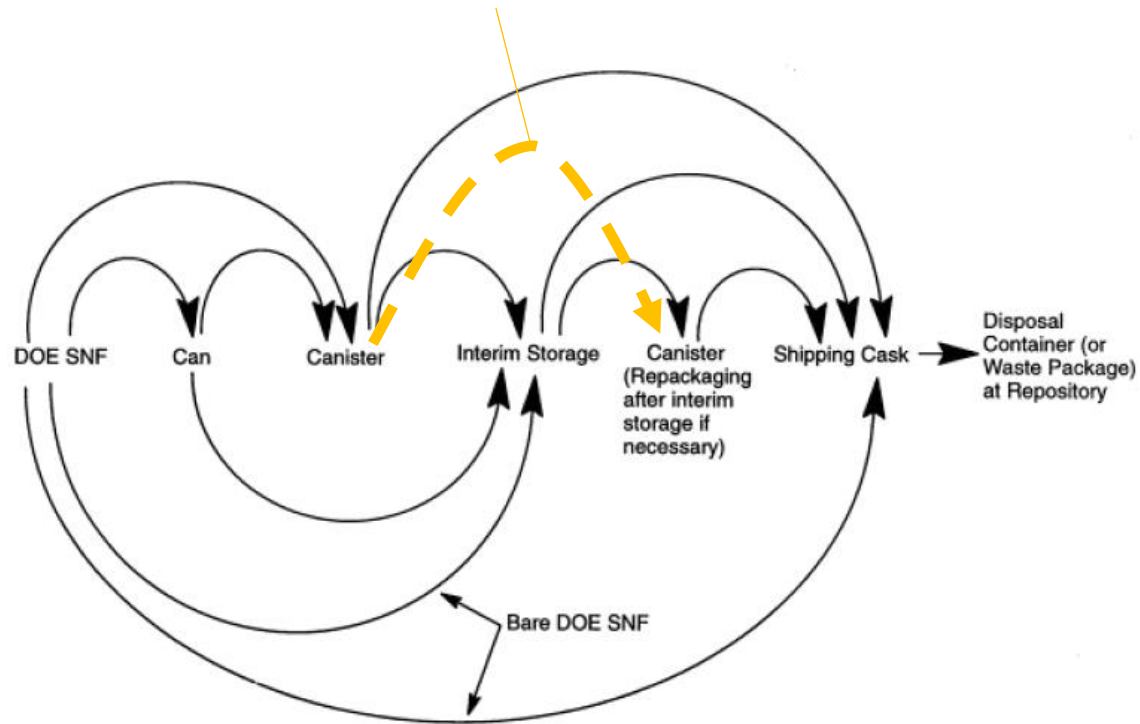 DOE SNF
Can
Canister
Interim Storage
Canister
(Repackaging
after interim
storage if
necessary)
Shipping Cask
Disposal
Container (or
Waste Package)
at Repository
Bare DOE SNF